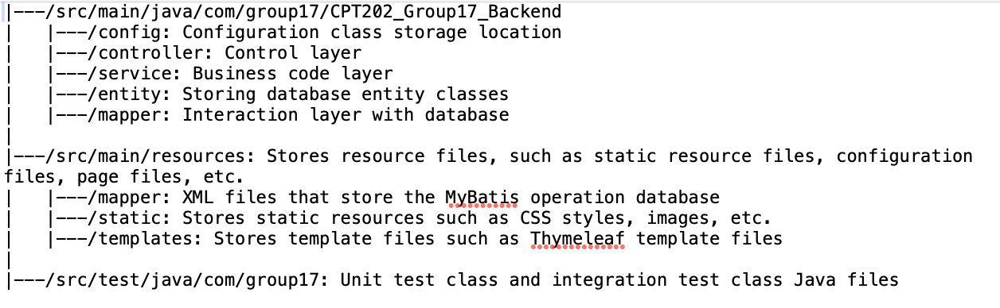 |---/src/main/java/com/group17/CPT202_Group17_Backend
|   |---/config: Configuration class storage location
|   |---/controller: Control layer
|   |---/service: Business code layer
|   |---/entity: Storing database entity classes
|   |---/mapper: Interaction layer with database
|
|---/src/main/resources: Stores resource files, such as static resource files, configuration
files, page files, etc.
|   |---/mapper: XML files that store the MyBatis operation database
|   |---/static: Stores static resources such as CSS styles, images, etc.
|   |---/templates: Stores template files such as Thymeleaf template files
|
|---/src/test/java/com/group17: Unit test class and integration test class Java files